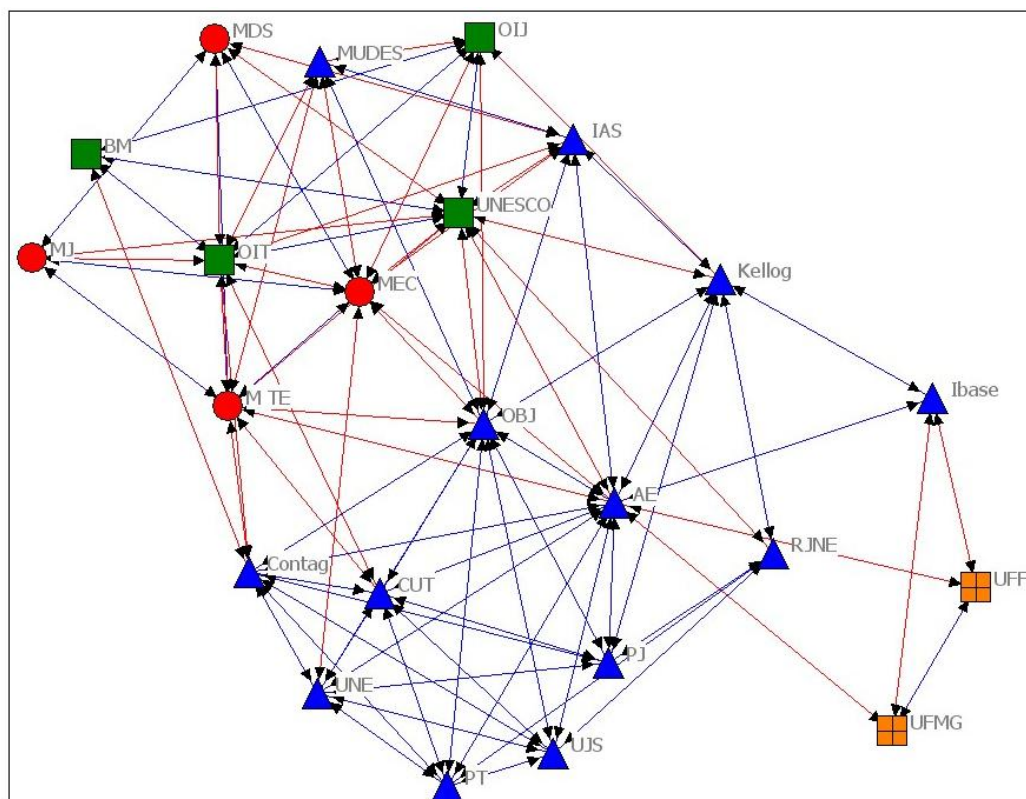 MDS
OIJ
MUDES
IAS
BM
UNESCO
MJ
OIT
MEC
Kellog
M TE
OBJ
Ibase
AE
RJNE
Contag
CUT
UFF
PJ
UNE
UFMG
UJS
PT